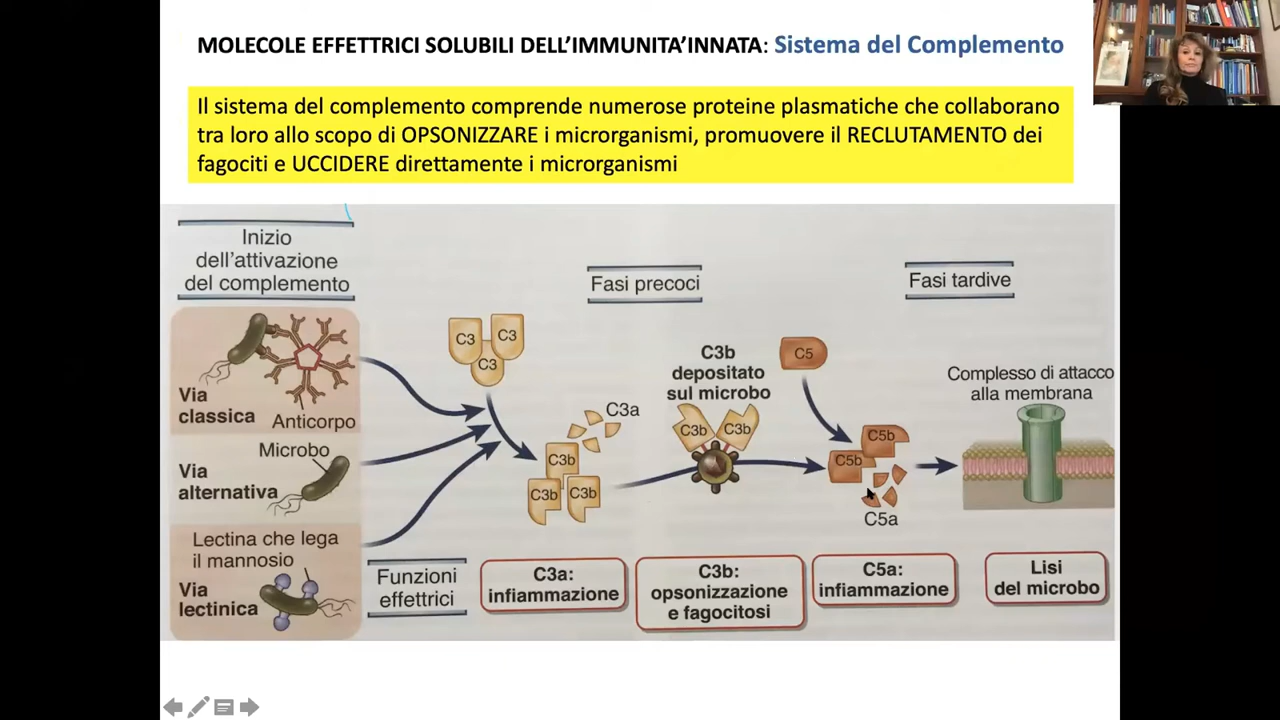 MOLECOLE EFFETTRICI SOLUBILI DELL’IMMUNITA’INNATA: Sistema del Complemento
Il sistema del complemento comprende numerose proteine plasmatiche che collaborano
tra loro allo scopo di OPSONIZZARE i microrganismi, promuovere il RECLUTAMENTO dei
fagociti e UCCIDERE direttamente i microrganismi
Inizio
dell'attivazione
del complemento
Fasi precoci
Fasi tardive
Via
classica
Anticorpo
Microbo
Via
alternativa
Lectina che lega
il mannosio
Via
lectinica
C3
C3
C3
C3a
C3b
C3b
C3b
C3b
depositato
sul microbo
C3b
C3b
C5
C5b
C5b
C5a
Complesso di attacco
alla membrana
Funzioni
effettrici
C3a:
infiammazione
C3b:
opsonizzazione
e fagocitosi
C5a:
infiammazione
Lisi
del microbo